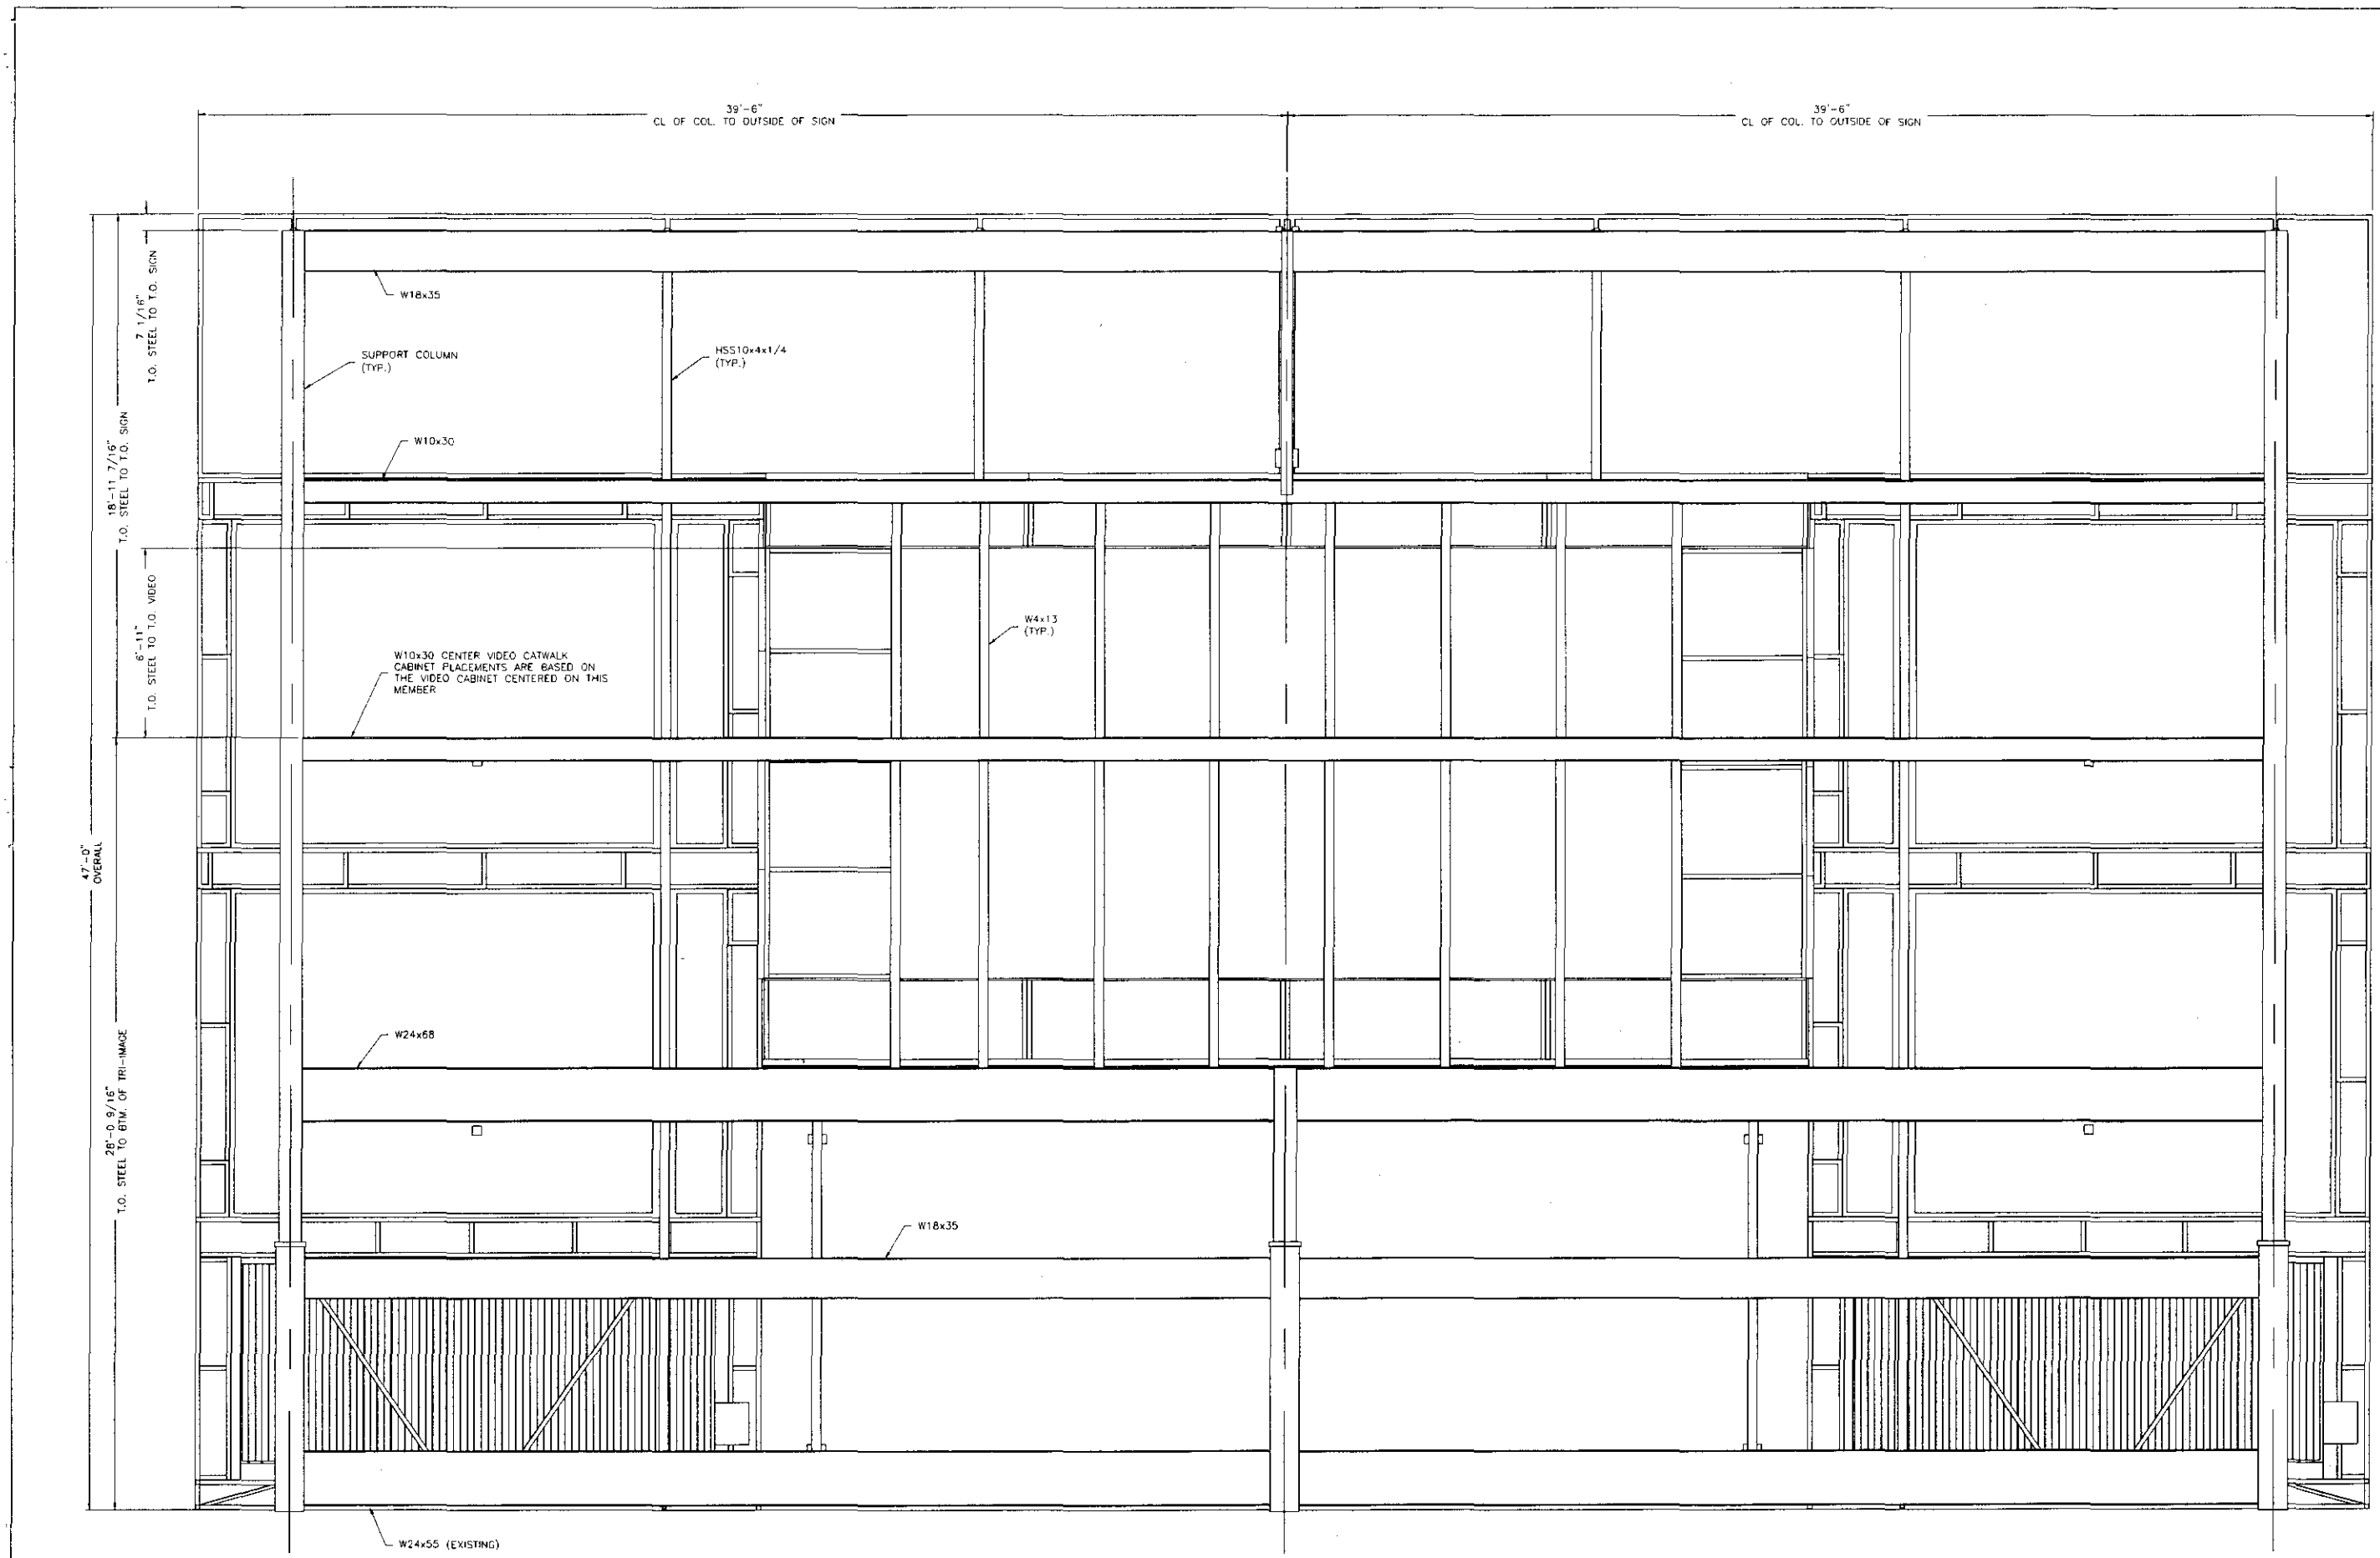 39'-6"
CL OF COL. TO OUTSIDE OF SIGN
39'-6"
CL OF COL. TO OUTSIDE OF SIGN
7 1/16"
T.O. STEEL TO T.O. SIGN
W18x35
SUPPORT COLUMN
(TYP.)
HSS10x4x1/4
(TYP.)
W10x30
18'-11 7/16"
T.O. STEEL TO T.O. SIGN
6'-11"
T.O. STEEL TO T.O. VIDEO
W4x13
(TYP.)
W10x30 CENTER VIDEO CATWALK
CABINET PLACEMENTS ARE BASED ON
THE VIDEO CABINET CENTERED ON THIS
MEMBER
47'-0"
OVERALL
W24x68
28'-0 9/16"
T.O. STEEL TO BTM. OF TRI-IMAGE
W18x35
W24x55 (EXISTING)